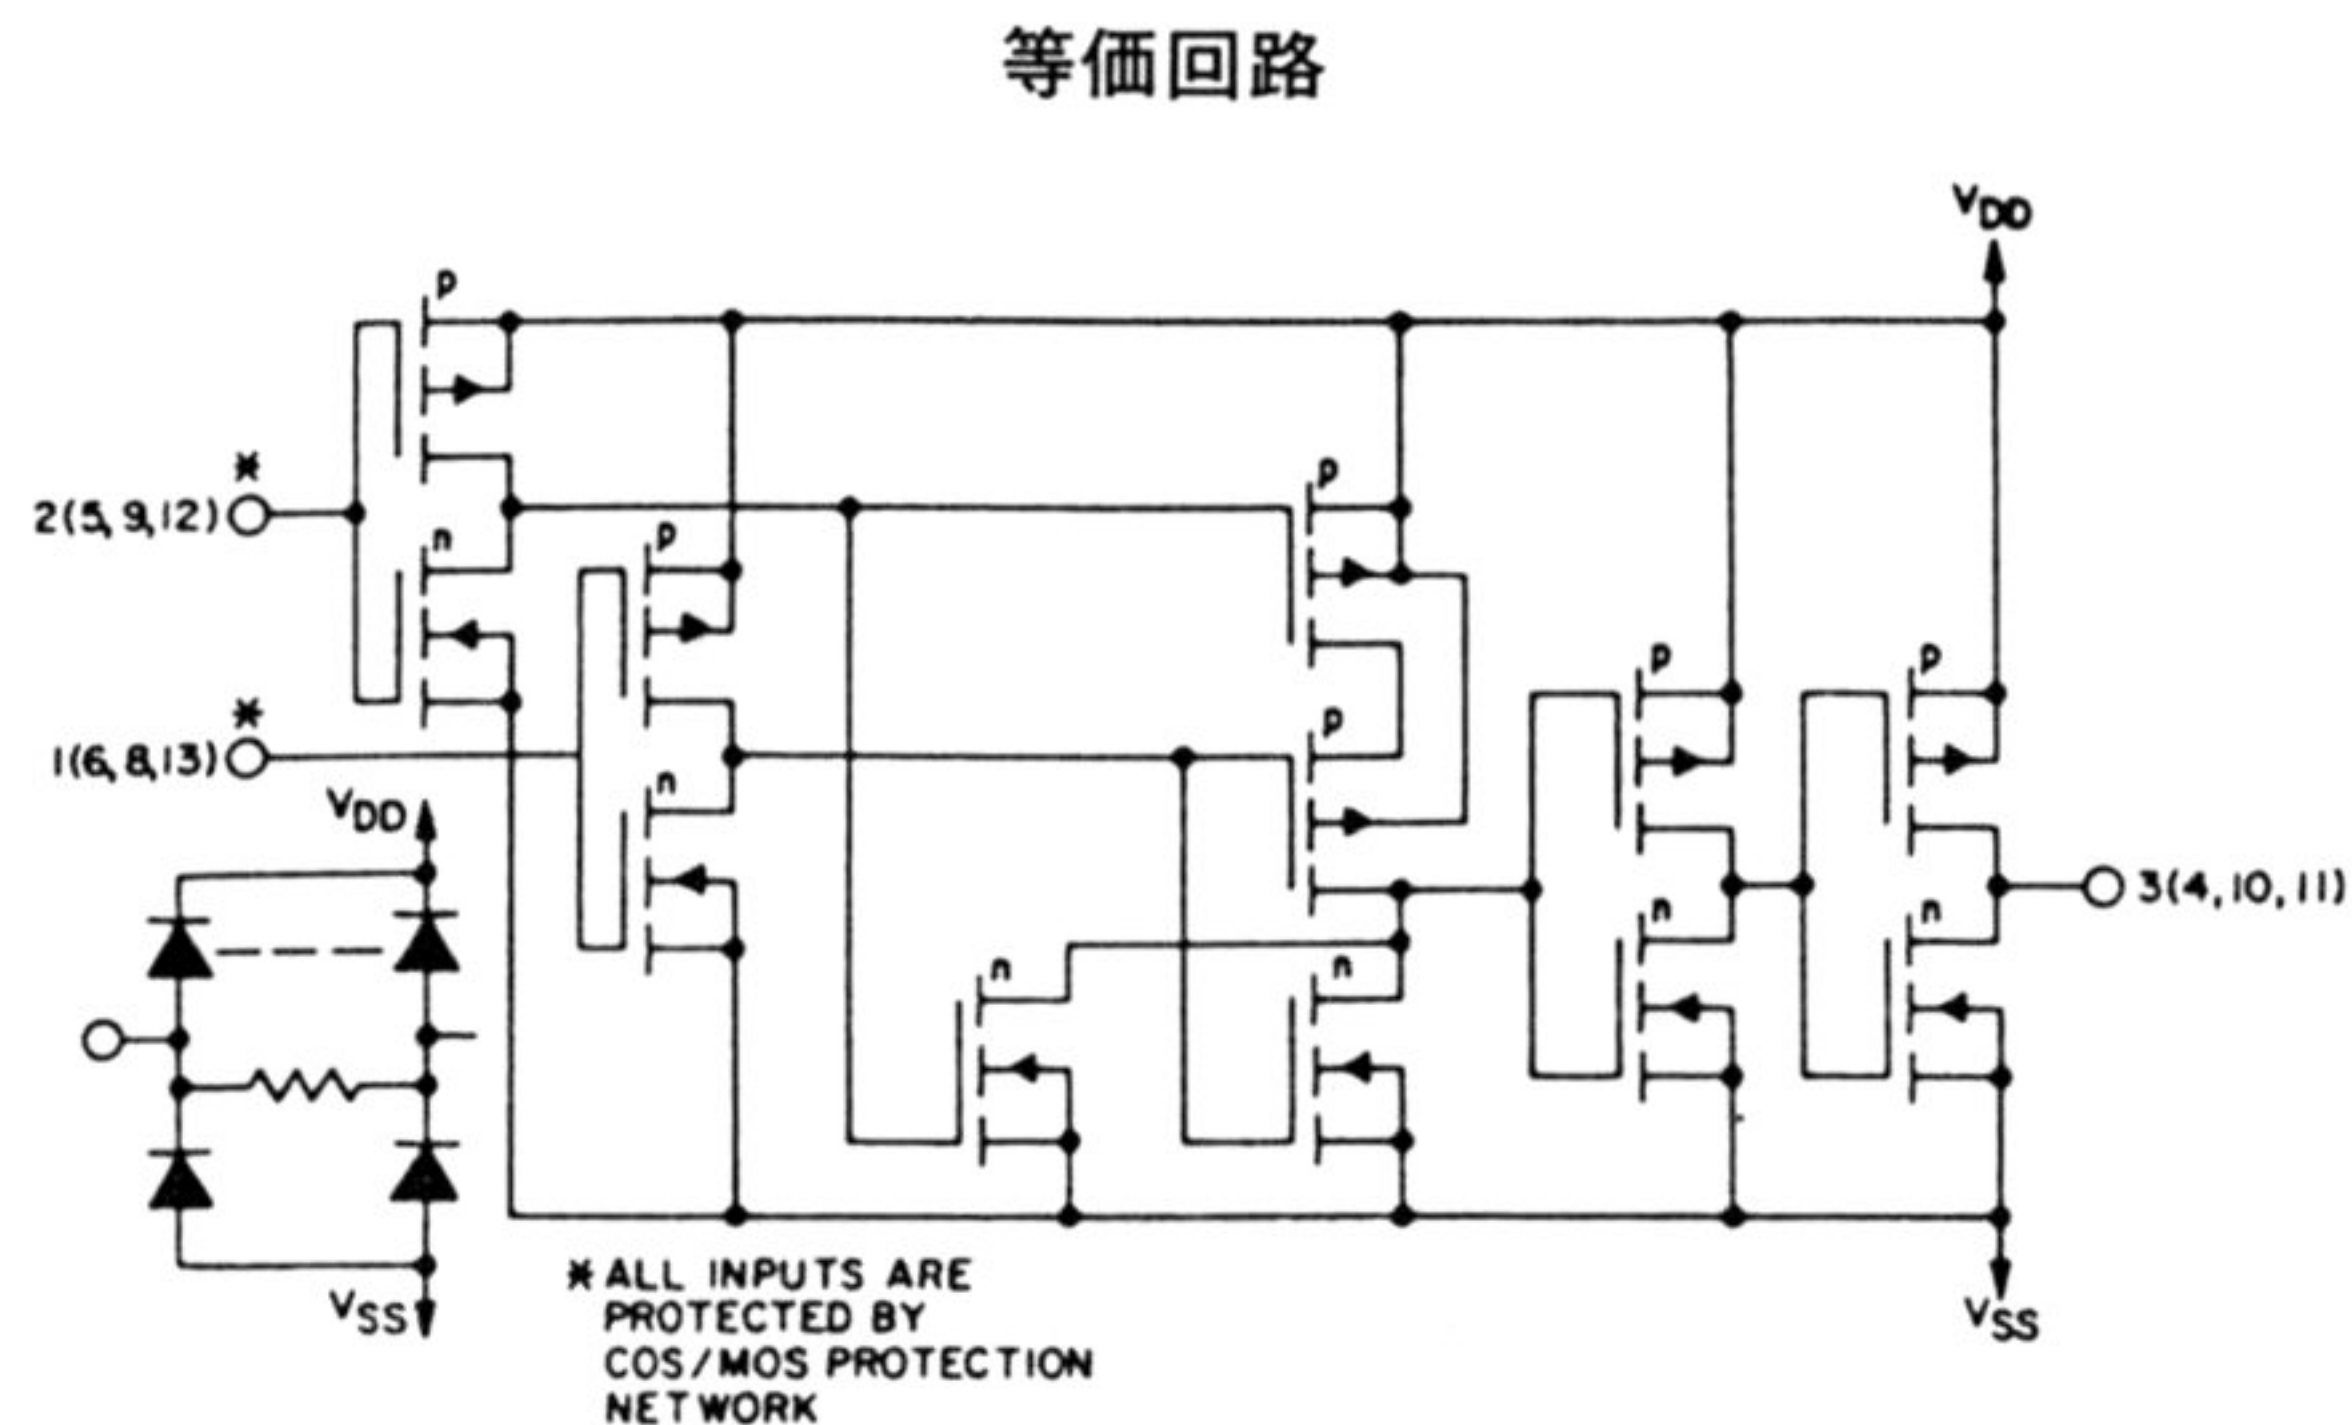 等価回路
VDD
p
*
2(5,9,12)
n
p
p
*
1(6,8,13)
n
p
p
p
VDD
3(4,10,11)
n
n
n
n
VSS
VSS
*ALL INPUTS ARE
PROTECTED BY
COS/MOS PROTECTION
NETWORK